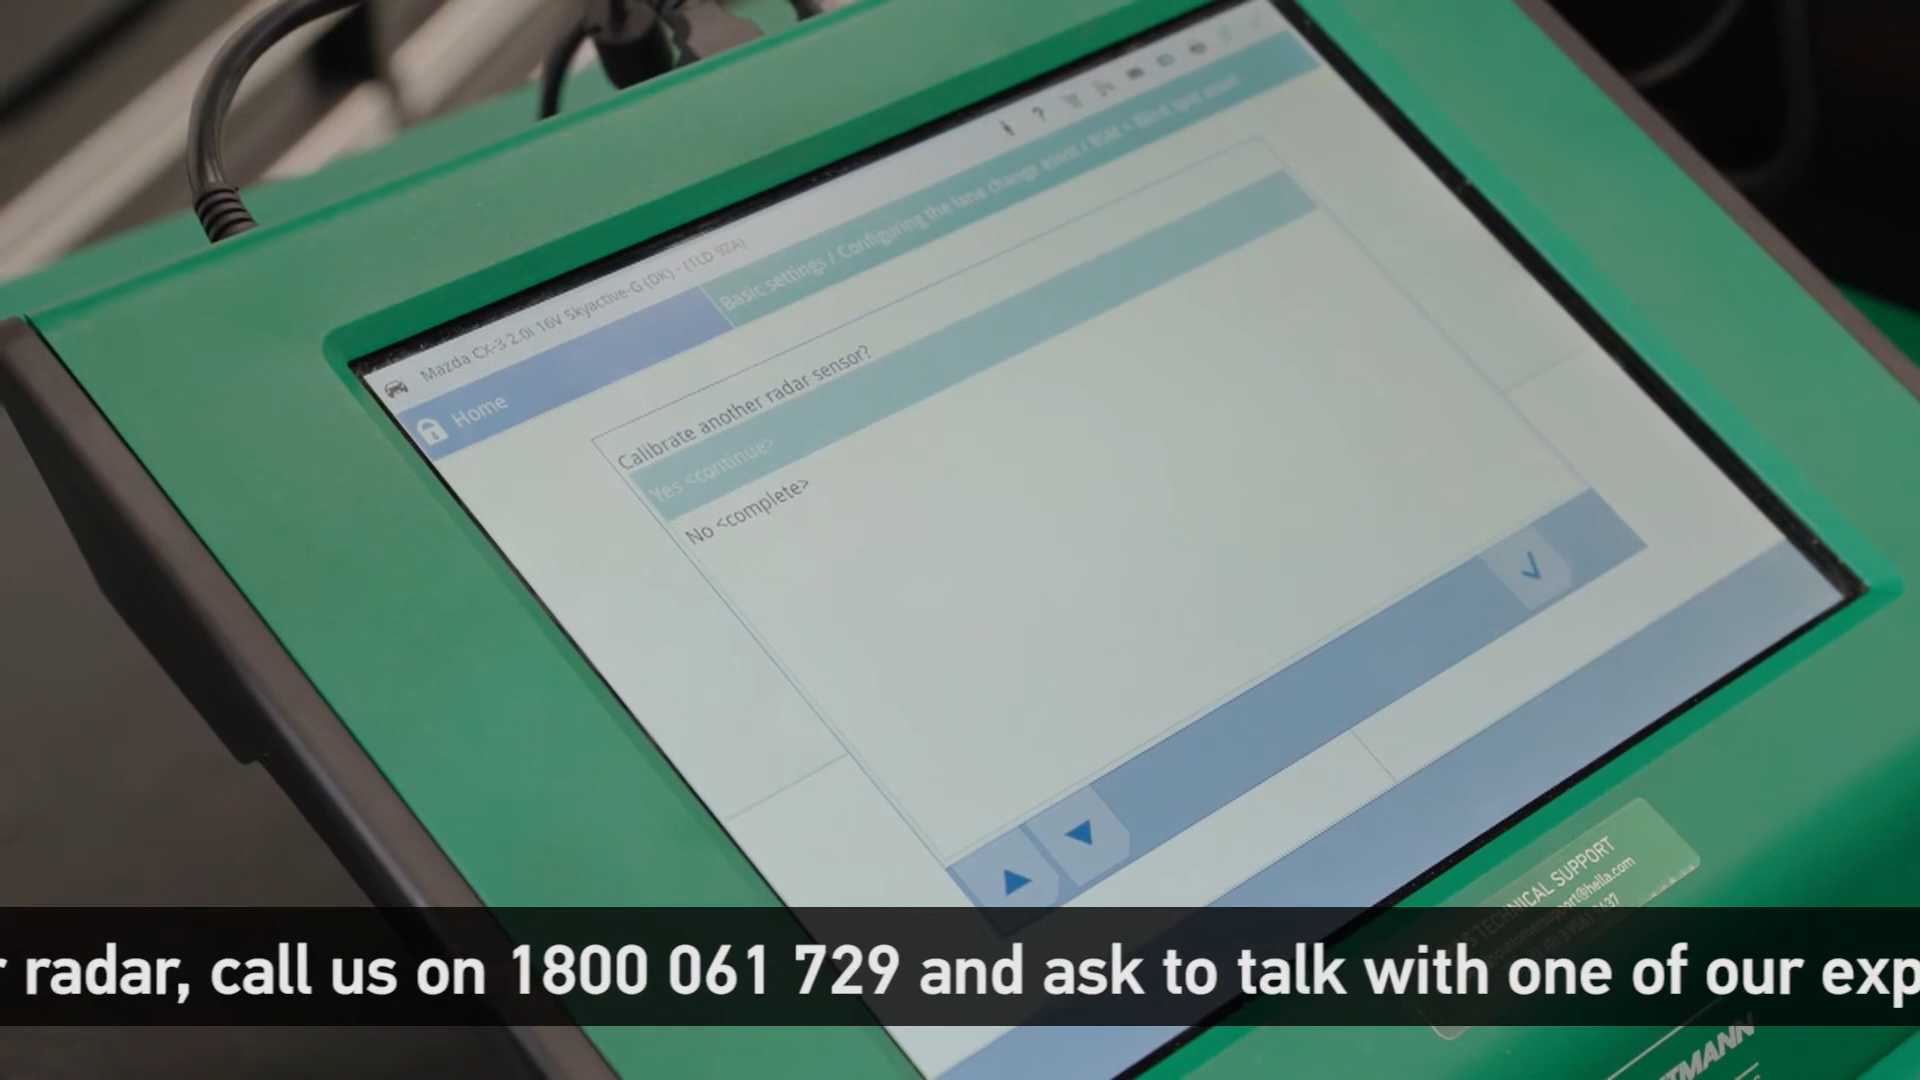 Mazda CX-3 2.0l 16V Skyactive-G (DK) - (1LD 9ZA)
Home
Basic settings / Configuring the lane change assist / BSM + Blind spot assist
Calibrate another radar sensor?
Yes <continue>
No <complete>
TECHNICAL SUPPORT
radar, call us on 1800 061 729 and ask to talk with one of our exp